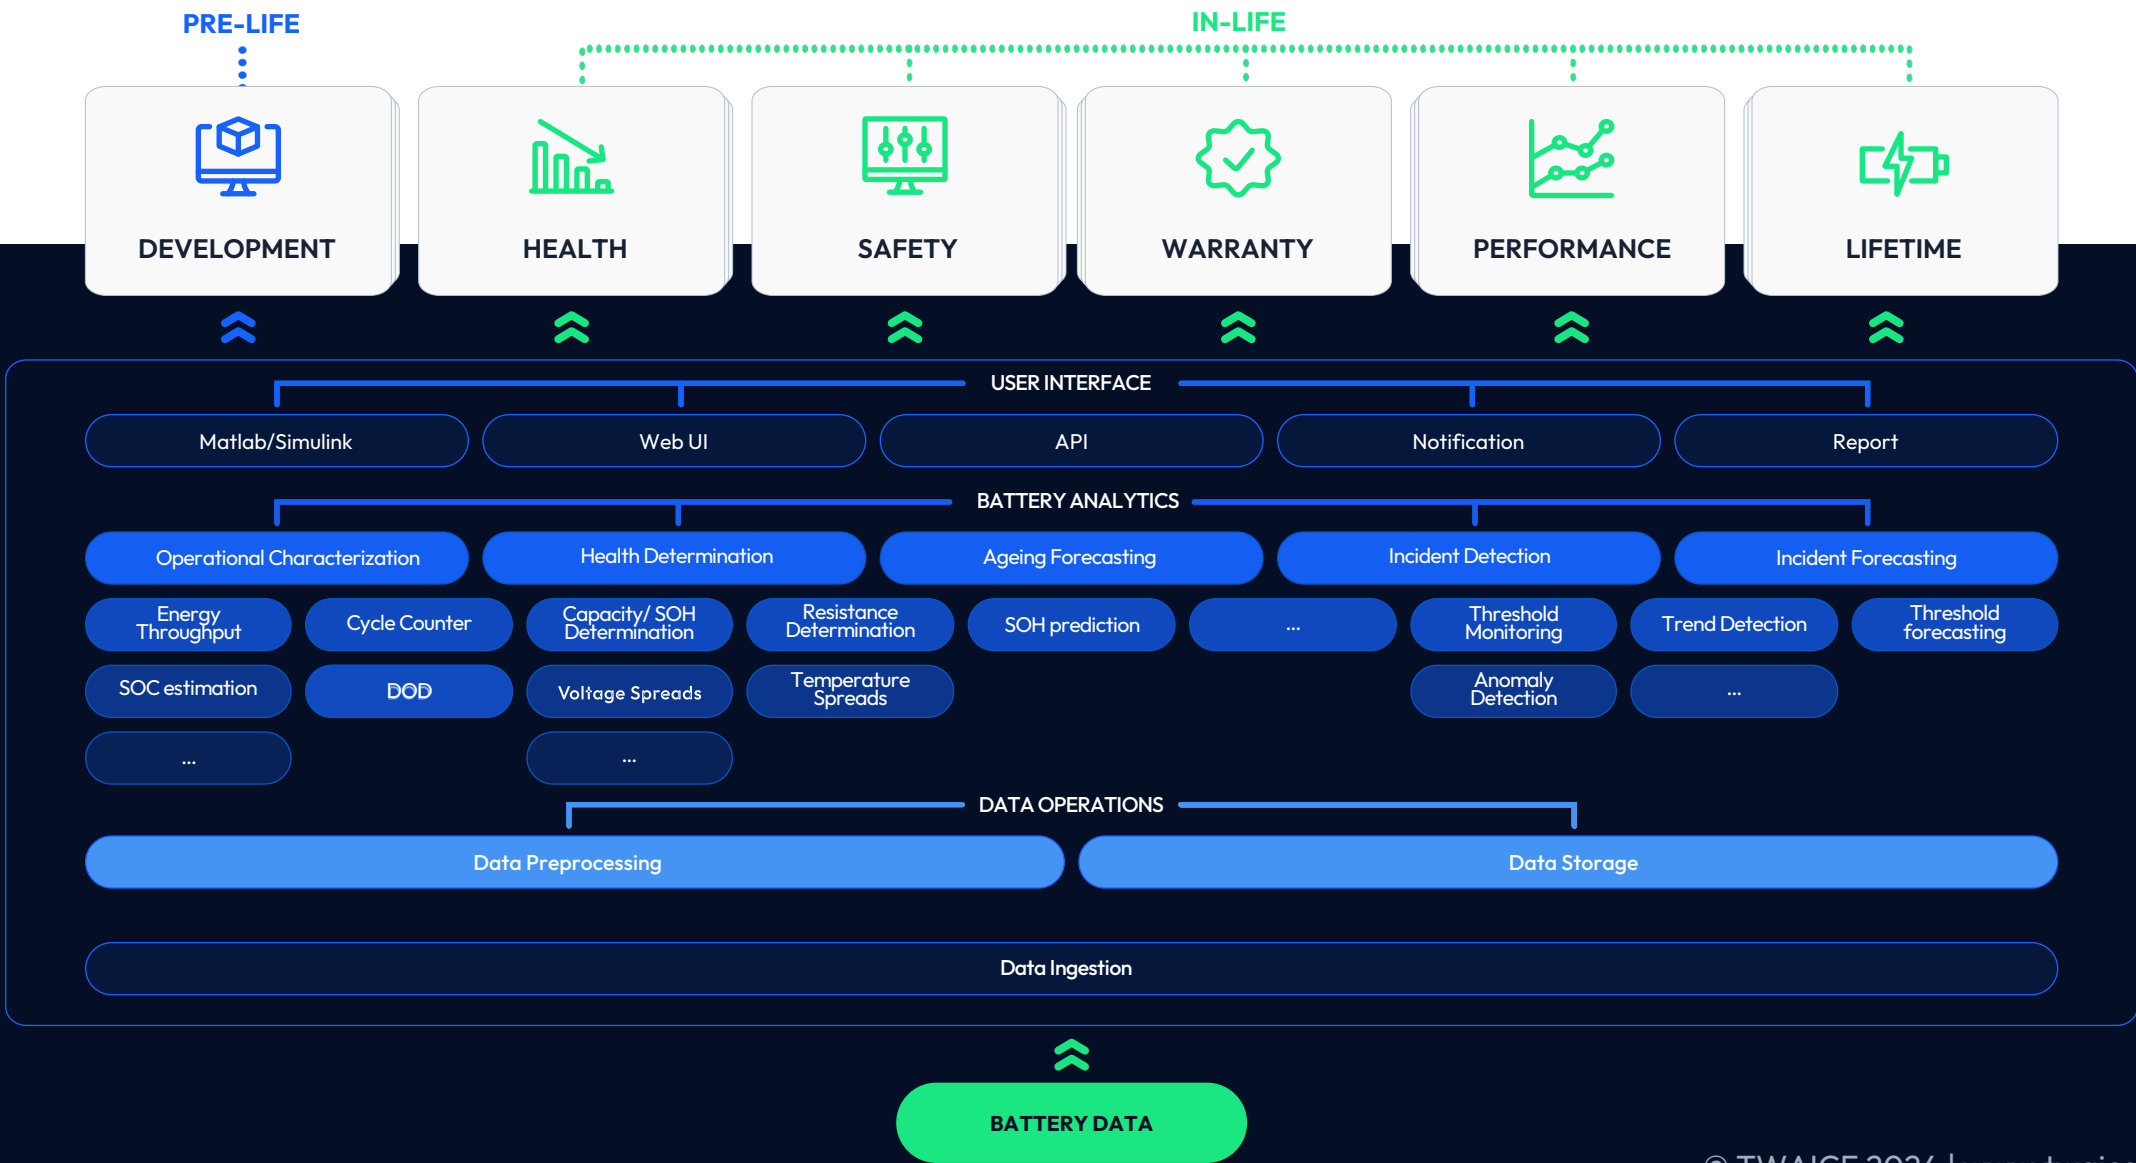 PRE-LIFE
IN-LIFE
DEVELOPMENT
HEALTH
SAFETY
WARRANTY
PERFORMANCE
LIFETIME
USER INTERFACE
Matlab/Simulink
Web UI
API
Notification
Report
BATTERY ANALYTICS
Operational Characterization
Health Determination
Ageing Forecasting
Incident Detection
Incident Forecasting
Energy
Throughput
Cycle Counter
Capacity/ SOH
Determination
Resistance
Determination
SOH prediction
...
Threshold
Monitoring
Trend Detection
Threshold
forecasting
SOC estimation
DOD
Voltage Spreads
Temperature
Spreads
Anomaly
Detection
...
...
...
DATA OPERATIONS
Data Preprocessing
Data Storage
Data Ingestion
BATTERY DATA